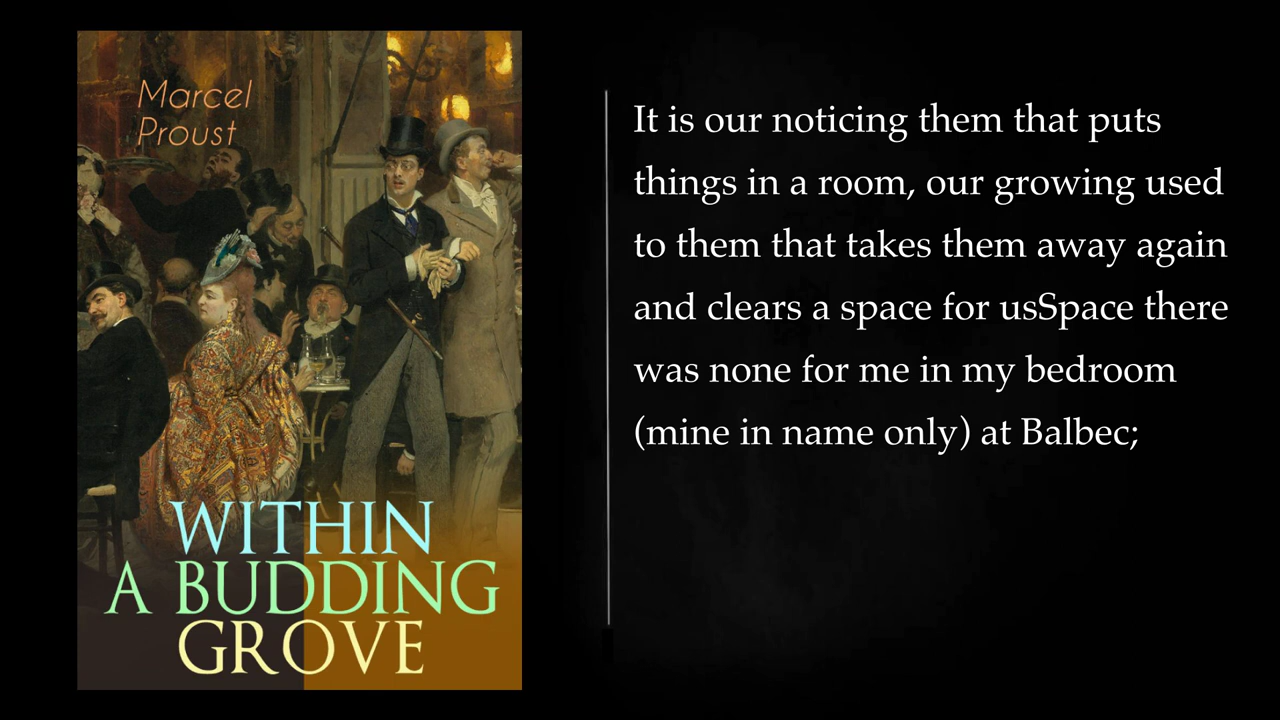 Marcel
Proust
WITHIN
A BUDDING
GROVE
It is our noticing them that puts
things in a room, our growing used
to them that takes them away again
and clears a space for usSpace there
was none for me in my bedroom
(mine in name only) at Balbec;